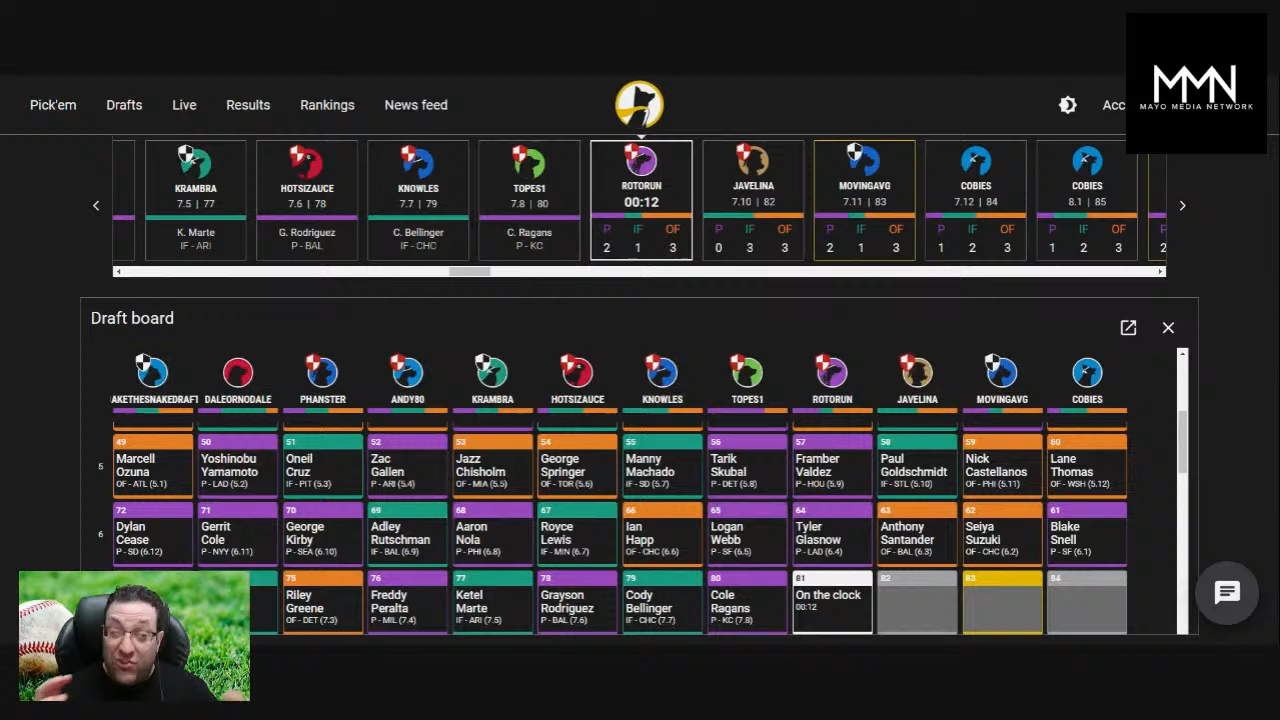 MMN
MAYO MEDIA NETWORK
Pick'em Drafts Live Results Rankings News feed Acc
KRAMBRA
7.5 | 77
K. Marte
IF - ARI
HOTSIZAUCE
7.6 | 78
G. Rodriguez
P - BAL
KNOWLES
7.7 | 79
C. Bellinger
IF - CHC
TOPES1
7.8 | 80
C. Ragans
P - KC
ROTORUN
00:12
P IF OF
2 1 3
JAVELINA
7.10 | 82
P IF OF
0 3 3
MOVINGAVG
7.11 | 83
P IF OF
2 1 3
COBIES
7.12 | 84
P IF OF
1 2 3
COBIES
8.1 | 85
P IF OF
1 2 3
P
2
Draft board
AKETHESNAKEDRAFT DALEORNODALE PHANSTER ANDY80 KRAMBRA HOTSIZAUCE KNOWLES TOPES1 ROTORUN JAVELINA MOVINGAVG COBIES
5
49
Marcell
Ozuna
OF - ATL (5.1)
50
Yoshinobu
Yamamoto
P - LAD (5.2)
51
Oneil
Cruz
IF - PIT (5.3)
52
Zac
Gallen
P - ARI (5.4)
53
Jazz
Chisholm
OF - MIA (5.5)
54
George
Springer
OF - TOR (5.6)
55
Manny
Machado
IF - SD (5.7)
56
Tarik
Skubal
P - DET (5.8)
57
Framber
Valdez
P - HOU (5.9)
58
Paul
Goldschmidt
IF - STL (5.10)
59
Nick
Castellanos
OF - PHI (5.11)
60
Lane
Thomas
OF - WSH (5.12)
6
72
Dylan
Cease
P - SD (6.12)
71
Gerrit
Cole
P - NYY (6.11)
70
George
Kirby
P - SEA (6.10)
69
Adley
Rutschman
IF - BAL (6.9)
68
Aaron
Nola
P - PHI (6.8)
67
Royce
Lewis
IF - MIN (6.7)
66
Ian
Happ
OF - CHC (6.6)
65
Logan
Webb
P - SF (6.5)
64
Tyler
Glasnow
P - LAD (6.4)
63
Anthony
Santander
OF - BAL (6.3)
62
Seiya
Suzuki
OF - CHC (6.2)
61
Blake
Snell
P - SF (6.1)
75
Riley
Greene
OF - DET (7.3)
76
Freddy
Peralta
P - MIL (7.4)
77
Ketel
Marte
IF - ARI (7.5)
78
Grayson
Rodriguez
P - BAL (7.6)
79
Cody
Bellinger
IF - CHC (7.7)
80
Cole
Ragans
P - KC (7.8)
81
On the clock
00:12
82
83
84